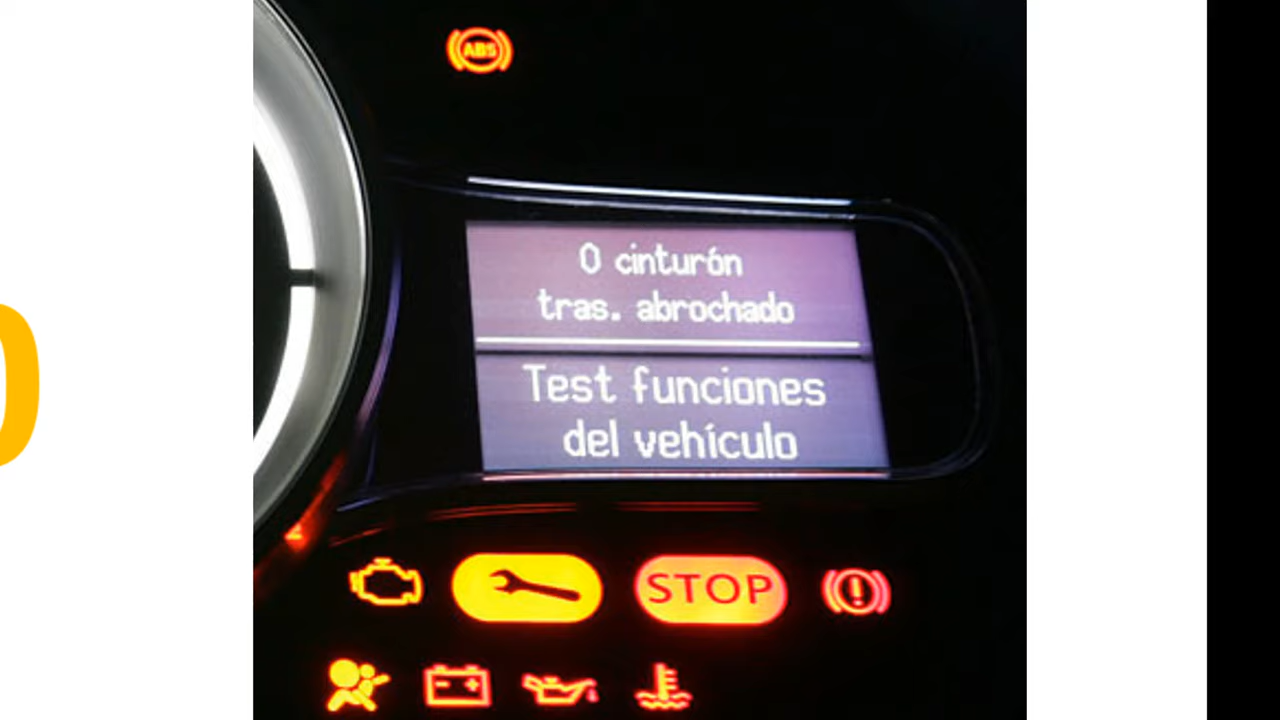 ABS
0 cinturón
tras. abrochado
Test funciones
del vehículo
STOP